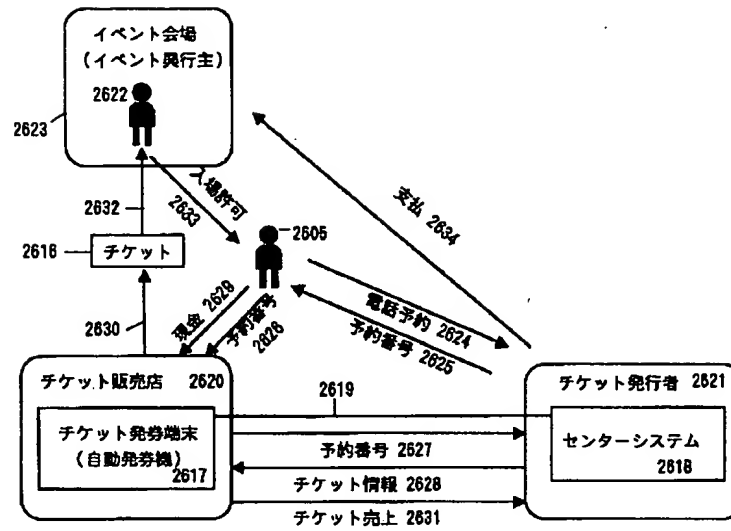 イベント会場
(イベント興行主)
2622
2623
入場許可
2633
2632
2605
支払 2634
2616
チケット
2630
現金 2629
予約番号
2626
電話予約 2624
予約番号
2625
チケット販売店 2620
2619
チケット発行者 2621
チケット発券端末
(自動発券機)
2617
センターシステム
2618
予約番号 2627
チケット情報 2628
チケット売上 2631